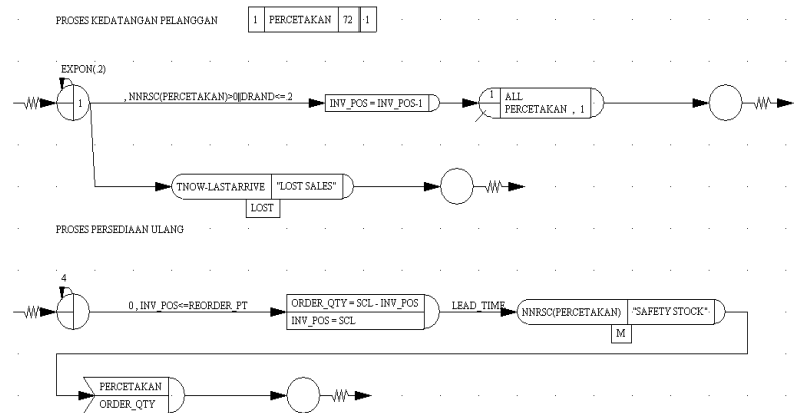 PROSES KEDATANGAN PELANGGAN
1 PERCETAKAN 72 1
EXPON(.2)
1
, NNRSC(PERCETAKAN)>0||DRAND<=.2
INV_POS = INV_POS-1
1 ALL
PERCETAKAN , 1
TNOW-LASTARRIVE "LOST SALES"
LOST
PROSES PERSEDIAAN ULANG
4
0 , INV_POS<=REORDER_PT
ORDER_QTY = SCL - INV_POS
INV_POS = SCL
LEAD_TIME
NNRSC(PERCETAKAN) "SAFETY STOCK"
M
PERCETAKAN
ORDER_QTY